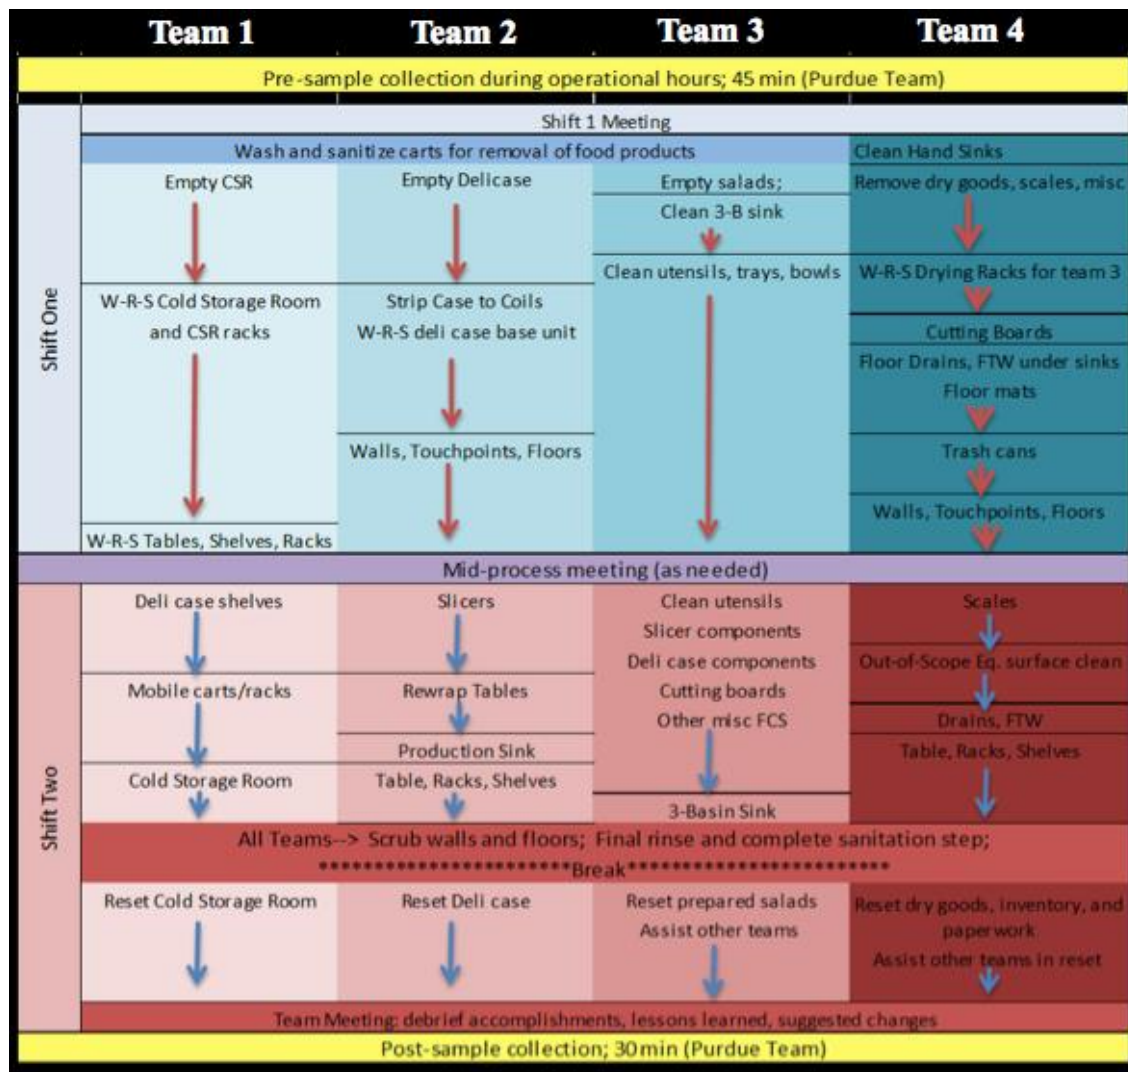 Team 1 Team 2 Team 3 Team 4
Pre-sample collection during operational hours; 45 min (Purdue Team)
Shift One
Shift 1 Meeting
Wash and sanitize carts for removal of food products
Clean Hand Sinks
Empty CSR
W-R-S Cold Storage Room
and CSR racks
W-R-S Tables, Shelves, Racks
Empty Delicase
Strip Case to Coils
W-R-S deli case base unit
Walls, Touchpoints, Floors
Empty salads;
Clean 3-B sink
Clean utensils, trays, bowls
Remove dry goods, scales, misc
W-R-S Drying Racks for team 3
Cutting Boards
Floor Drains, FTW under sinks
Floor mats
Trash cans
Walls, Touchpoints, Floors
Mid-process meeting (as needed)
Shift Two
Deli case shelves
Mobile carts/racks
Cold Storage Room
Slicers
Rewrap Tables
Production Sink
Table, Racks, Shelves
Clean utensils
Slicer components
Deli case components
Cutting boards
Other misc FCS
3-Basin Sink
Scales
Out-of-Scope Eq. surface clean
Drains, FTW
Table, Racks, Shelves
All Teams--> Scrub walls and floors; Final rinse and complete sanitation step;
***********************Break************************
Reset Cold Storage Room
Reset Deli case
Reset prepared salads
Assist other teams
Reset dry goods, inventory, and
paperwork
Assist other teams in reset
Team Meeting: debrief accomplishments, lessons learned, suggested changes
Post-sample collection; 30 min (Purdue Team)